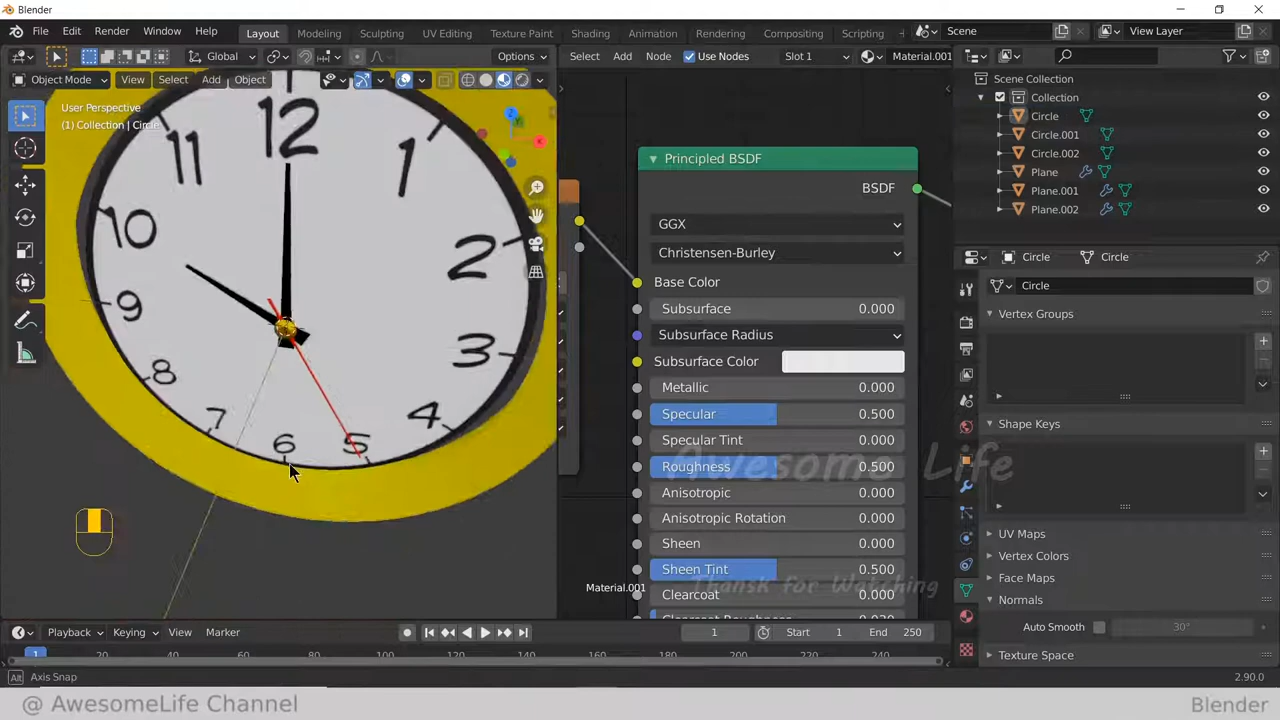 Blender
File Edit Render Window Help
Layout Modeling Sculpting UV Editing Texture Paint Shading Animation Rendering Compositing Scripting
Scene
View Layer
Global
Options
Select Add Node Use Nodes Slot 1 Material.001
Object Mode View Select Add Object
User Perspective
(1) Collection | Circle
12
11
1
10
2
9
3
8
4
7
6
5
Principled BSDF
BSDF
GGX
Christensen-Burley
Base Color
Subsurface 0.000
Subsurface Radius
Subsurface Color
Metallic 0.000
Specular 0.500
Specular Tint 0.000
Roughness 0.500
Anisotropic 0.000
Anisotropic Rotation 0.000
Sheen 0.000
Sheen Tint 0.500
Clearcoat 0.000
Awesome Life
Thansk for Watching
Material.001
Scene Collection
Collection
Circle
Circle.001
Circle.002
Plane
Plane.001
Plane.002
Circle Circle
Circle
Vertex Groups
Shape Keys
UV Maps
Vertex Colors
Face Maps
Normals
Auto Smooth 30°
Texture Space
Playback Keying View Marker
1 Start 1 End 250
1 20 40 60 80 100 120 140 160 180 200 220 240
Alt Axis Snap
2.90.0
@ AwesomeLife Channel
Blender